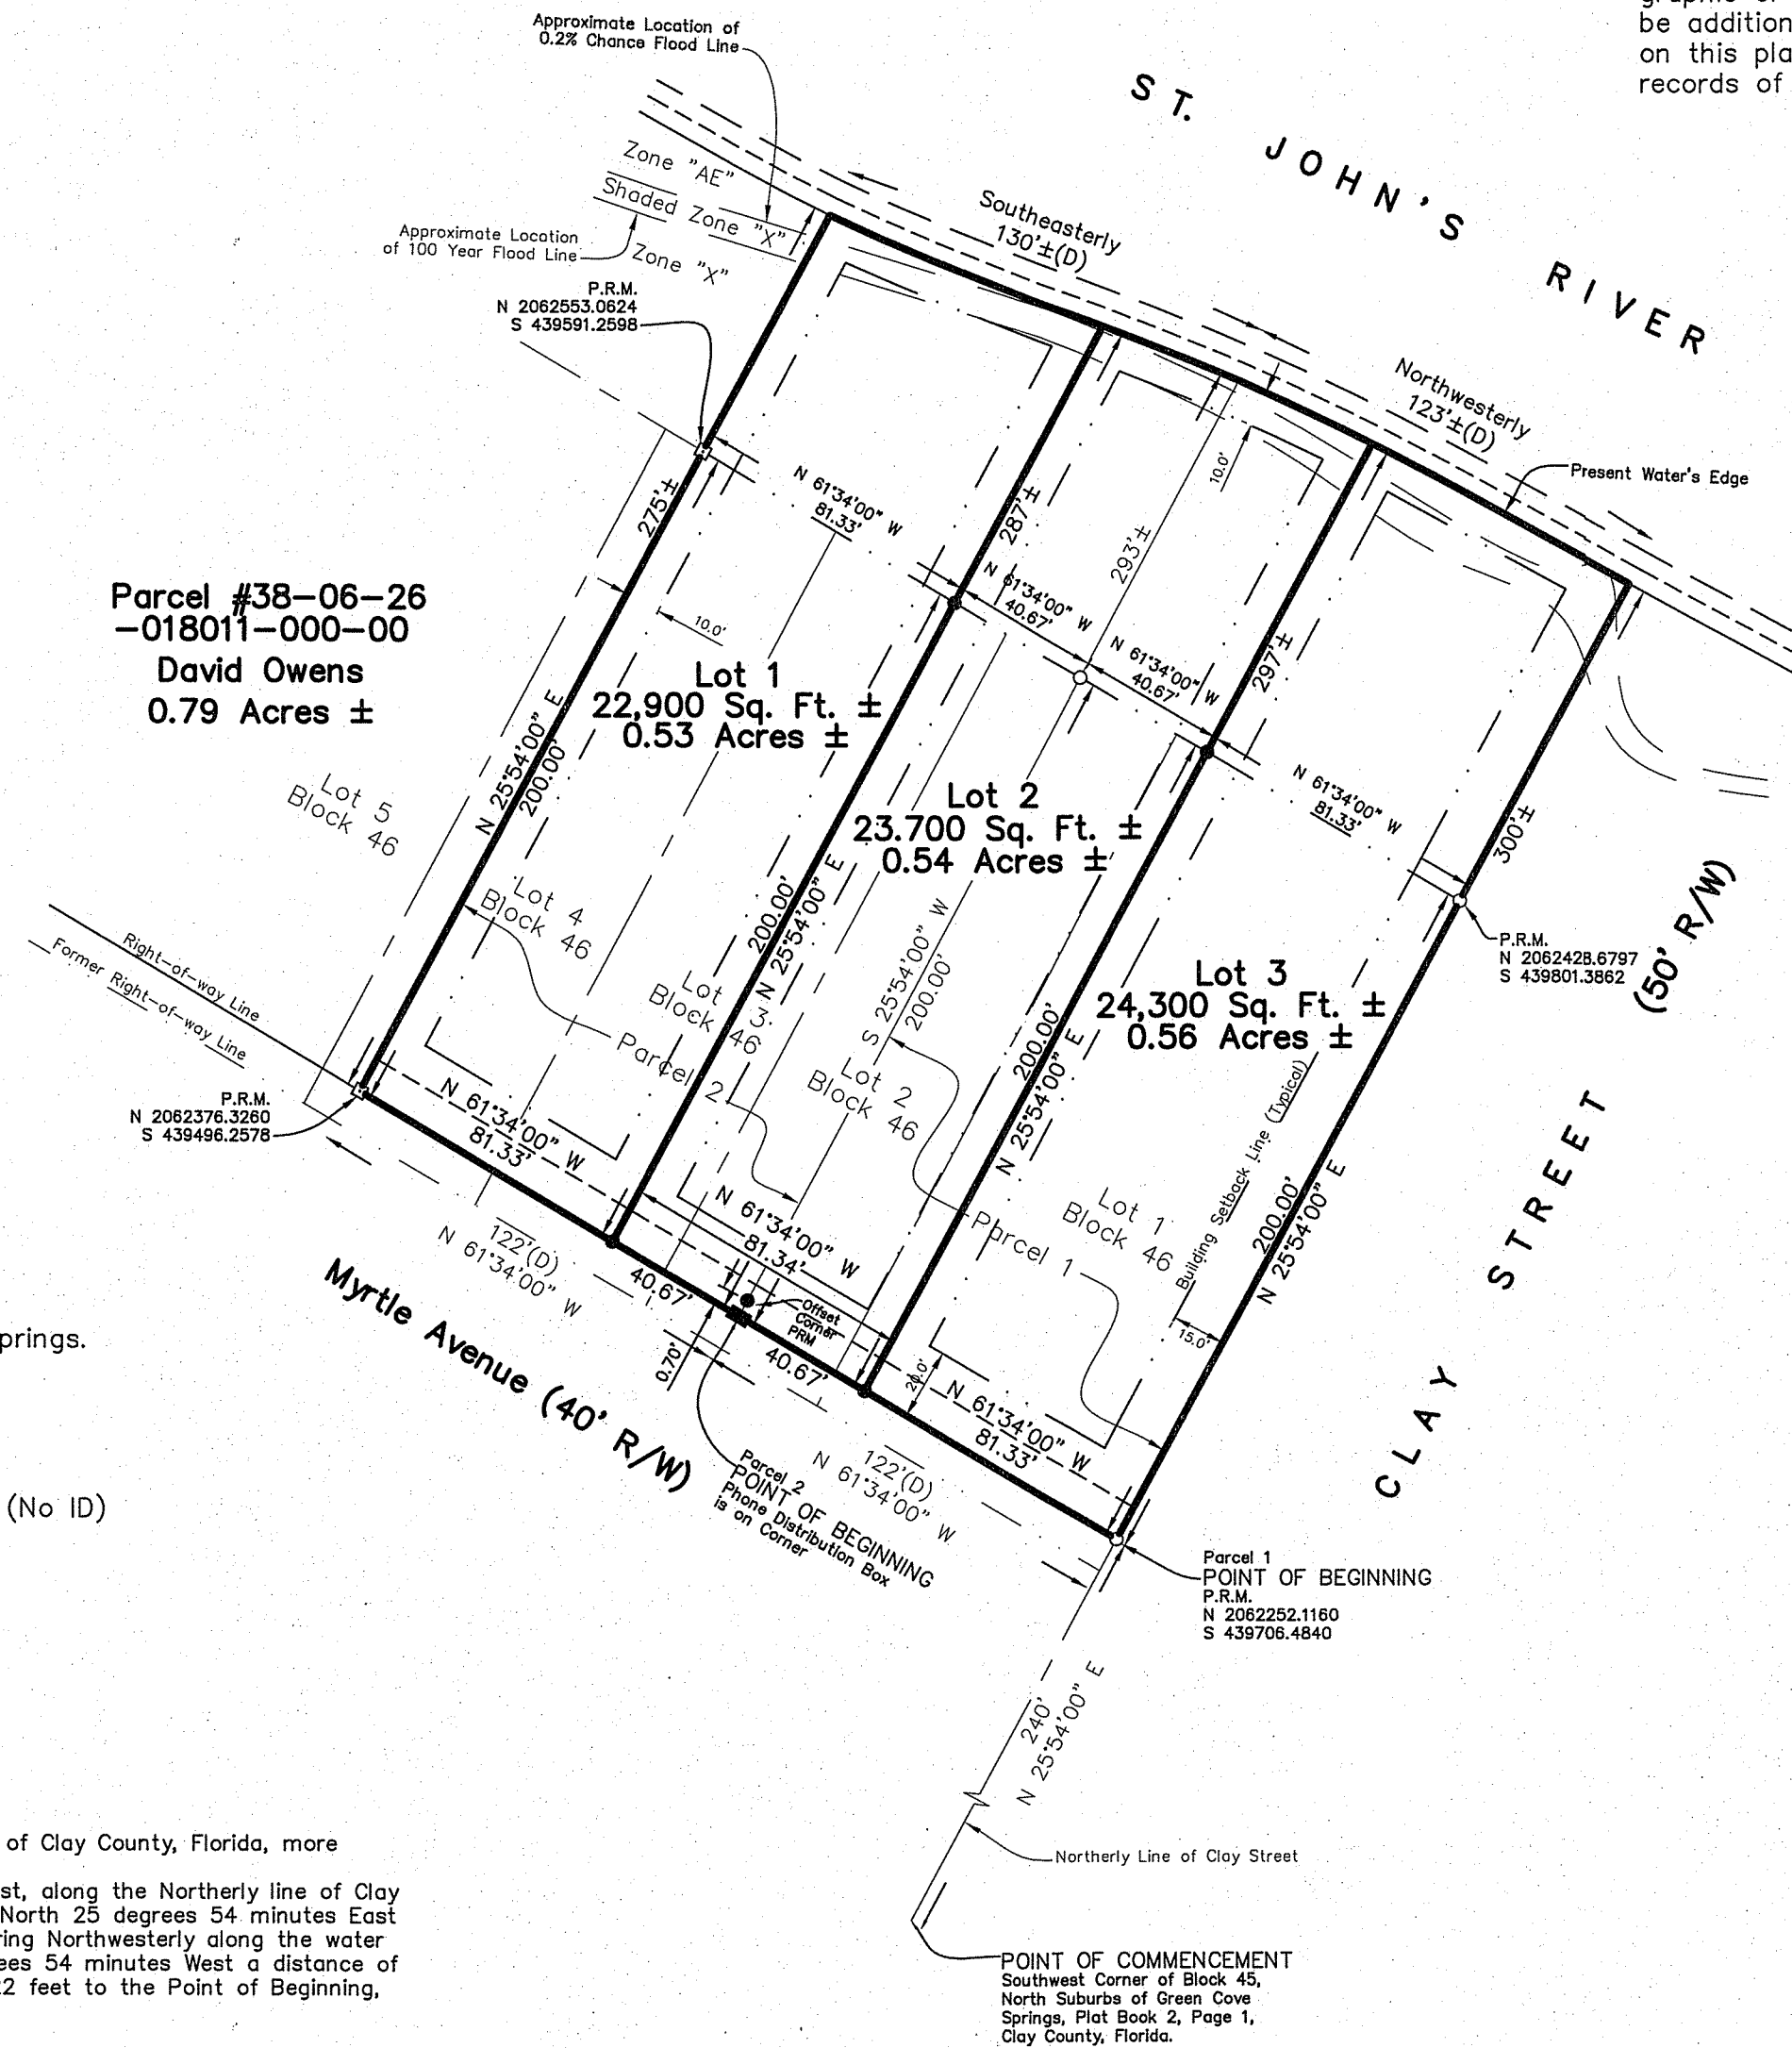 graphic or
be addition
on this pla
records of
Approximate Location of
0.2% Chance Flood Line
ST. JOHN'S RIVER
Zone "AE"
Shaded Zone "X"
Zone "X"
Approximate Location
of 100 Year Flood Line
Southeasterly
130'±(D)
Northwesterly
123'±(D)
Present Water's Edge
P.R.M.
N 2062553.0624
S 439591.2598
275'±
N 61°34'00" W
81.33'
287'±
N 61°34'00" W
40.67'
293'±
10.0'
N 61°34'00" W
40.67'
297'±
N 61°34'00" W
81.33'
300'±
Parcel #38-06-26
-018011-000-00
David Owens
0.79 Acres ±
10.0'
Lot 1
22,900 Sq. Ft. ±
0.53 Acres ±
Lot 2
23.700 Sq. Ft. ±
0.54 Acres ±
Lot 3
24,300 Sq. Ft. ±
0.56 Acres ±
P.R.M.
N 2062428.6797
S 439801.3862
N 25°54'00" E
200.00'
Lot 5
Block 46
Lot 4
Block 46
Lot 3
Block 46
200.00'
N 25°54'00" E
S 25°54'00" W
200.00'
Lot 2
Block 46
200.00'
N 25°54'00" E
Lot 1
Block 46
Building Setback Line (Typical)
200.00'
N 25°54'00" E
CLAY STREET (50' R/W)
Right-of-way Line
Former Right-of-way Line
P.R.M.
N 2062376.3260
S 439496.2578
Parcel 2
Parcel 1
N 61°34'00" W
81.33'
N 61°34'00" W
81.34'
N 61°34'00" W
81.33'
15.0'
20.0'
122'(D)
N 61°34'00" W
40.67'
Offset
Corner
PRM
0.70'
40.67'
122'(D)
N 61°34'00" W
Myrtle Avenue (40' R/W)
Parcel 2
POINT OF BEGINNING
Phone Distribution Box
is on Corner
Parcel 1
POINT OF BEGINNING
P.R.M.
N 2062252.1160
S 439706.4840
prings.
(No ID)
240'
N 25°54'00" E
Northerly Line of Clay Street
POINT OF COMMENCEMENT
Southwest Corner of Block 45,
North Suburbs of Green Cove
Springs, Plat Book 2, Page 1,
Clay County, Florida.
of Clay County, Florida, more
st, along the Northerly line of Clay
North 25 degrees 54 minutes East
ring Northwesterly along the water
ees 54 minutes West a distance of
22 feet to the Point of Beginning,